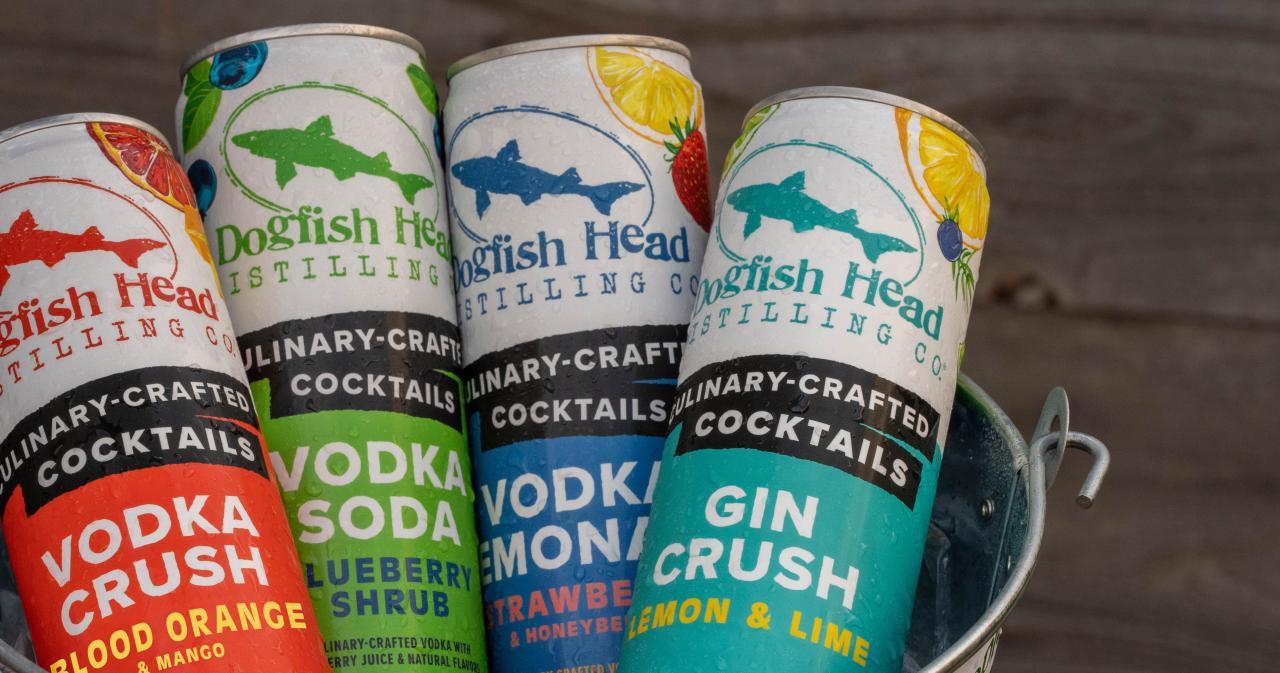 gfish Head
STILLING CO.
ULINARY-CRAFTED
COCKTAILS
VODKA
CRUSH
BLOOD ORANGE
& MANGO
Dogfish Hea
ISTILLING
ULINARY-CRAFTE
COCKTAILS
VODKA
SODA
LUEBERRY
SHRUB
LINARY-CRAFTED VODKA WITH
ERRY JUICE & NATURAL FLAVORS
Dogfish Head
ISTILLING CO
ULINARY-CRAFT
COCKTAILS
VODKA
EMONA
STRAWBE
& HONEYBE
Dogfish Head
ISTILLING CO.
ULINARY-CRAFTED
COCKTAILS
GIN
CRUSH
LEMON & LIME